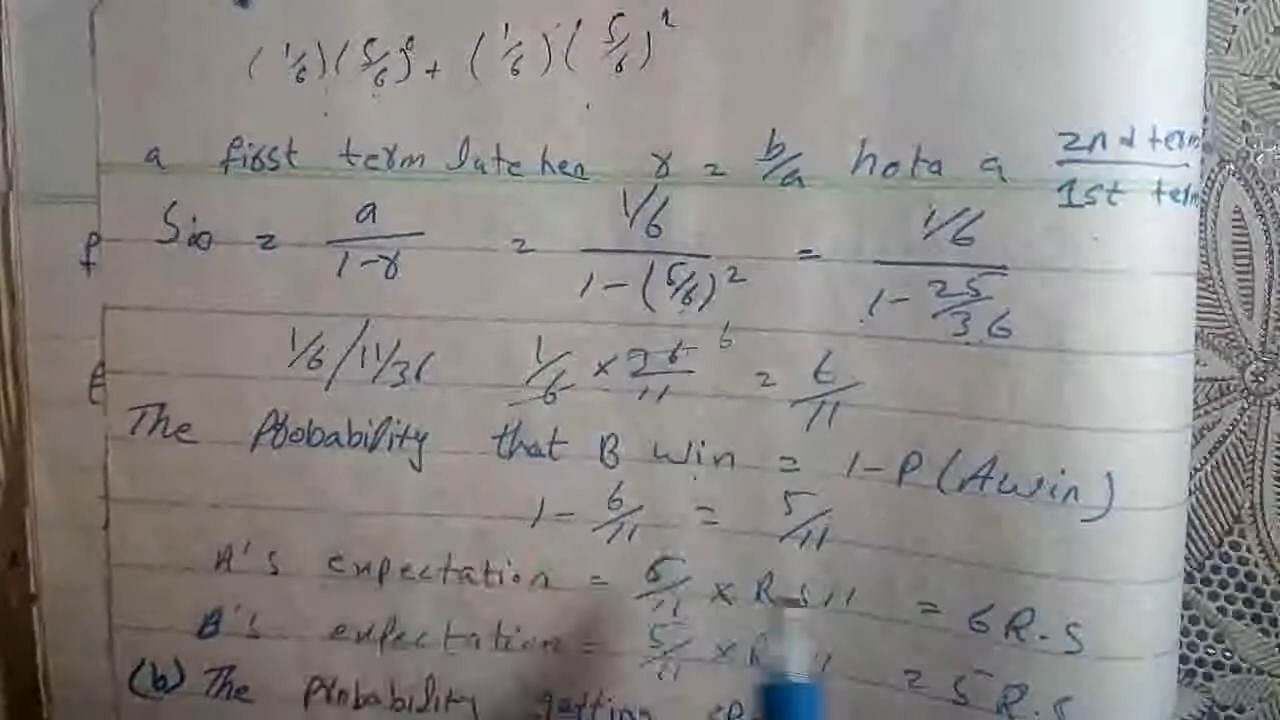 (1/6)(5/6)⁰ + (1/6)(5/6)²
a first term r = b/a hota a 2nd term / 1st term
S∞ = a/1-r = 1/6 / 1-(5/6)² = 1/6 / 1-25/36
1/6 / 11/36 1/6 × 36/11 6 = 6/11
The Probability that B win = 1-P(A win)
1 - 6/11 = 5/11
A's expectation = 6/11 × R.S 11 = 6 R.S
B's expectation = 5/11 × = 5 R.S
(b) The Probability getting